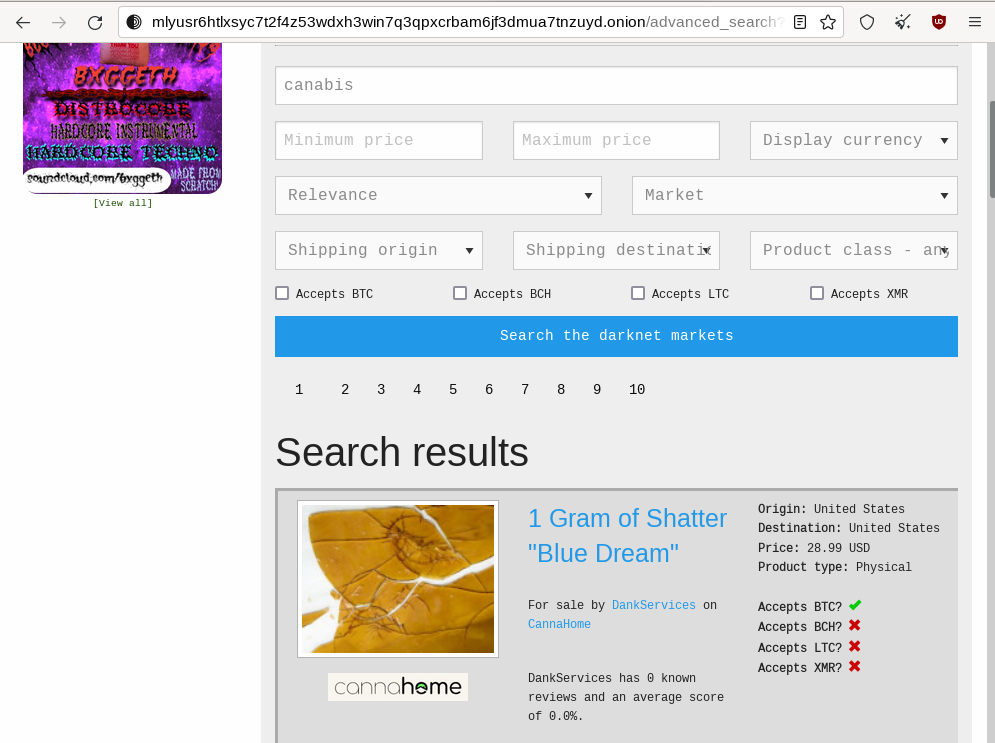 mlyusr6htlxsyc7t2f4z53wdxh3win7q3qpxcrbam6jf3dmua7tnzuyd.onion/advanced_search?
THANK YOU
BXGGETH
DISTROCORE
HARDCORE INSTRUMENTAL
HARDCORE TECHNO
soundcloud.com/bxggeth
MADE FROM
SCRATCH!
[View all]
canabis
Minimum price
Maximum price
Display currency
Relevance
Market
Shipping origin
Shipping destinatic
Product class - any
Accepts BTC
Accepts BCH
Accepts LTC
Accepts XMR
Search the darknet markets
1 2 3 4 5 6 7 8 9 10
Search results
1 Gram of Shatter
"Blue Dream"
For sale by DankServices on
CannaHome
DankServices has 0 known
reviews and an average score
of 0.0%.
cannahome
Origin: United States
Destination: United States
Price: 28.99 USD
Product type: Physical
Accepts BTC? ✔
Accepts BCH? ✖
Accepts LTC? ✖
Accepts XMR? ✖